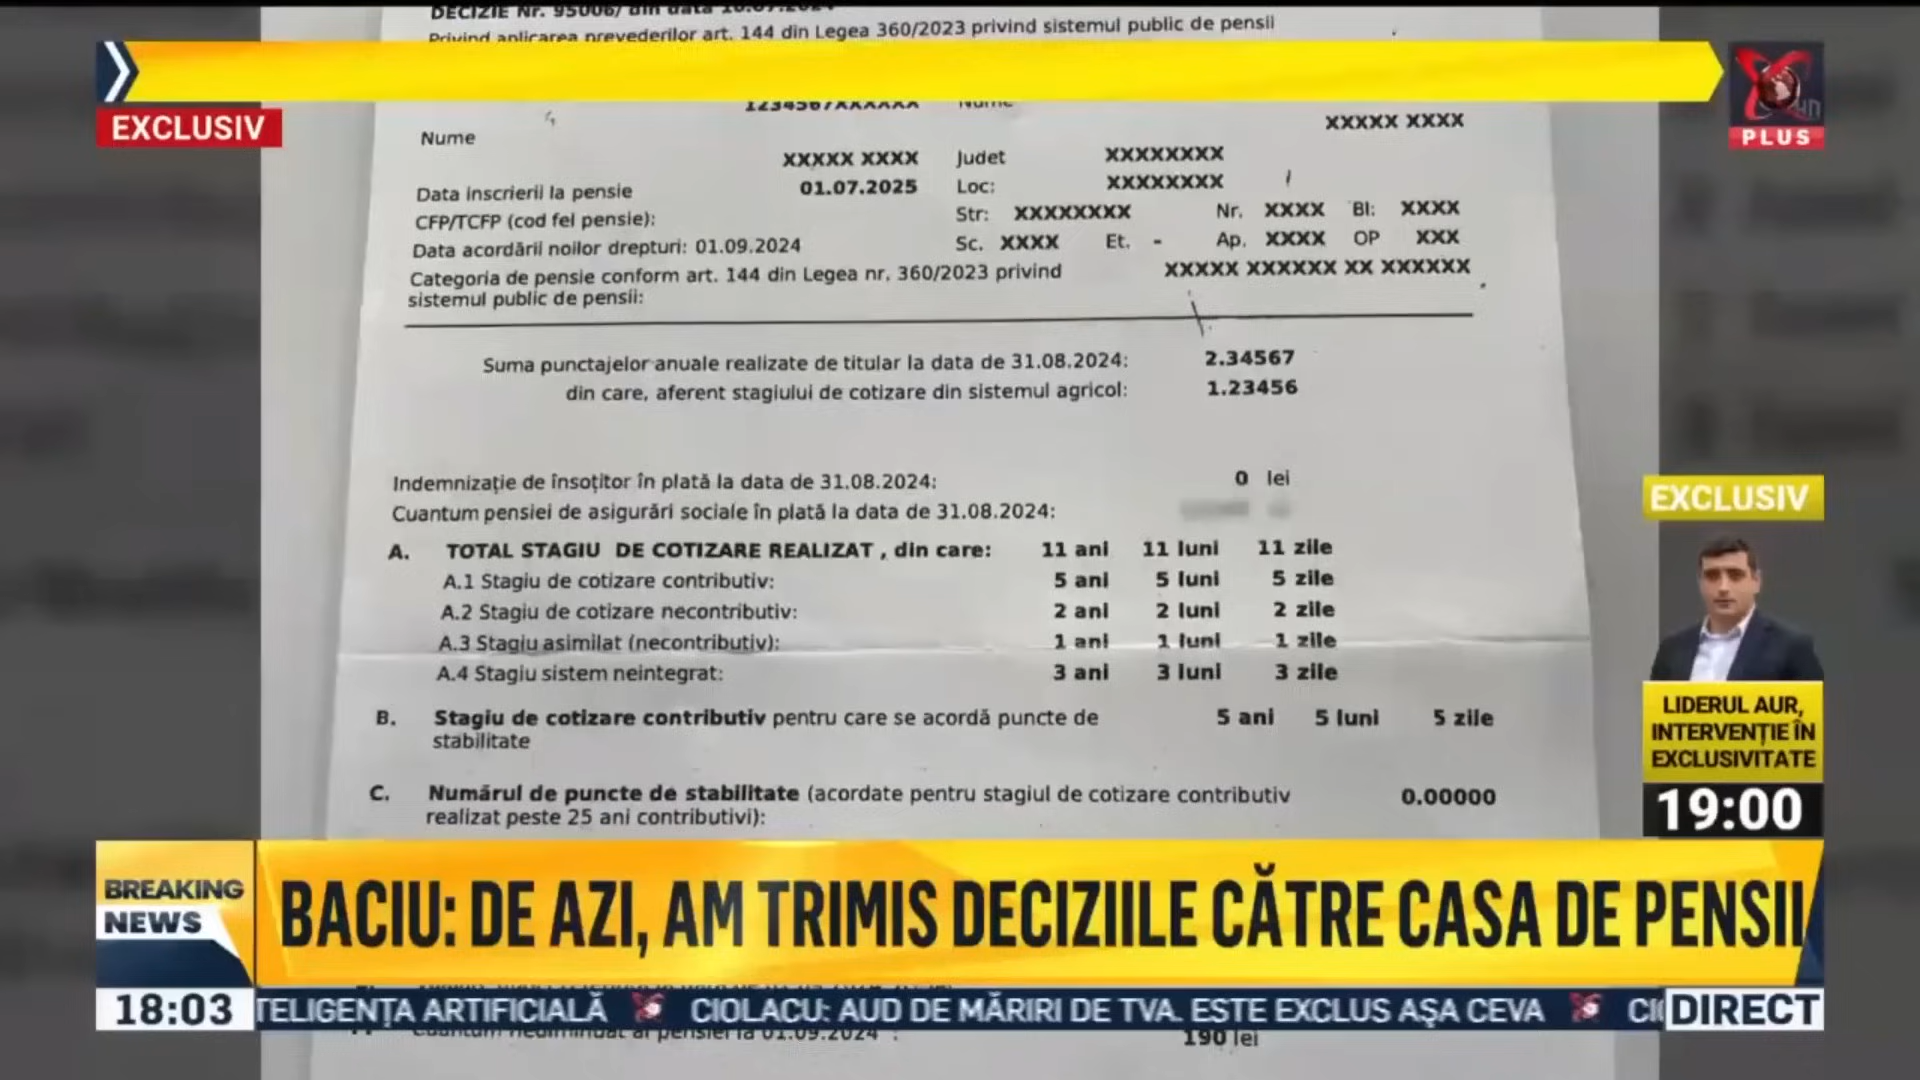 DECIZIE Nr. 95006/ din data
Privind aplicarea prevederilor art. 144 din Legea 360/2023 privind sistemul public de pensii
EXCLUSIV
PLUS
1234567XXXXXX Nume
Nume XXXXX XXXX
XXXXX XXXX Judet XXXXXXXX
Data inscrierii la pensie 01.07.2025 Loc: XXXXXXXX
CFP/TCFP (cod fel pensie): Str: XXXXXXXX Nr. XXXX Bl: XXXX
Data acordării noilor drepturi: 01.09.2024 Sc. XXXX Et. - Ap. XXXX OP XXX
Categoria de pensie conform art. 144 din Legea nr. 360/2023 privind XXXXX XXXXXX XX XXXXXX
sistemul public de pensii:
Suma punctajelor anuale realizate de titular la data de 31.08.2024: 2.34567
din care, aferent stagiului de cotizare din sistemul agricol: 1.23456
Indemnizație de însoțitor în plată la data de 31.08.2024: 0 lei
Cuantum pensiei de asigurări sociale în plată la data de 31.08.2024:
A. TOTAL STAGIU DE COTIZARE REALIZAT , din care: 11 ani 11 luni 11 zile
A.1 Stagiu de cotizare contributiv: 5 ani 5 luni 5 zile
A.2 Stagiu de cotizare necontributiv: 2 ani 2 luni 2 zile
A.3 Stagiu asimilat (necontributiv): 1 ani 1 luni 1 zile
A.4 Stagiu sistem neintegrat: 3 ani 3 luni 3 zile
B. Stagiu de cotizare contributiv pentru care se acordă puncte de 5 ani 5 luni 5 zile
stabilitate
C. Numărul de puncte de stabilitate (acordate pentru stagiul de cotizare contributiv 0.00000
realizat peste 25 ani contributivi):
EXCLUSIV
LIDERUL AUR,
INTERVENȚIE ÎN
EXCLUSIVITATE
19:00
BREAKING
NEWS
BACIU: DE AZI, AM TRIMIS DECIZIILE CĂTRE CASA DE PENSII
18:03 TELIGENȚA ARTIFICIALĂ CIOLACU: AUD DE MĂRIRI DE TVA. ESTE EXCLUS AȘA CEVA DIRECT
Cuantum nediminuat al pensiei la 01.09.2024 : 190 lei